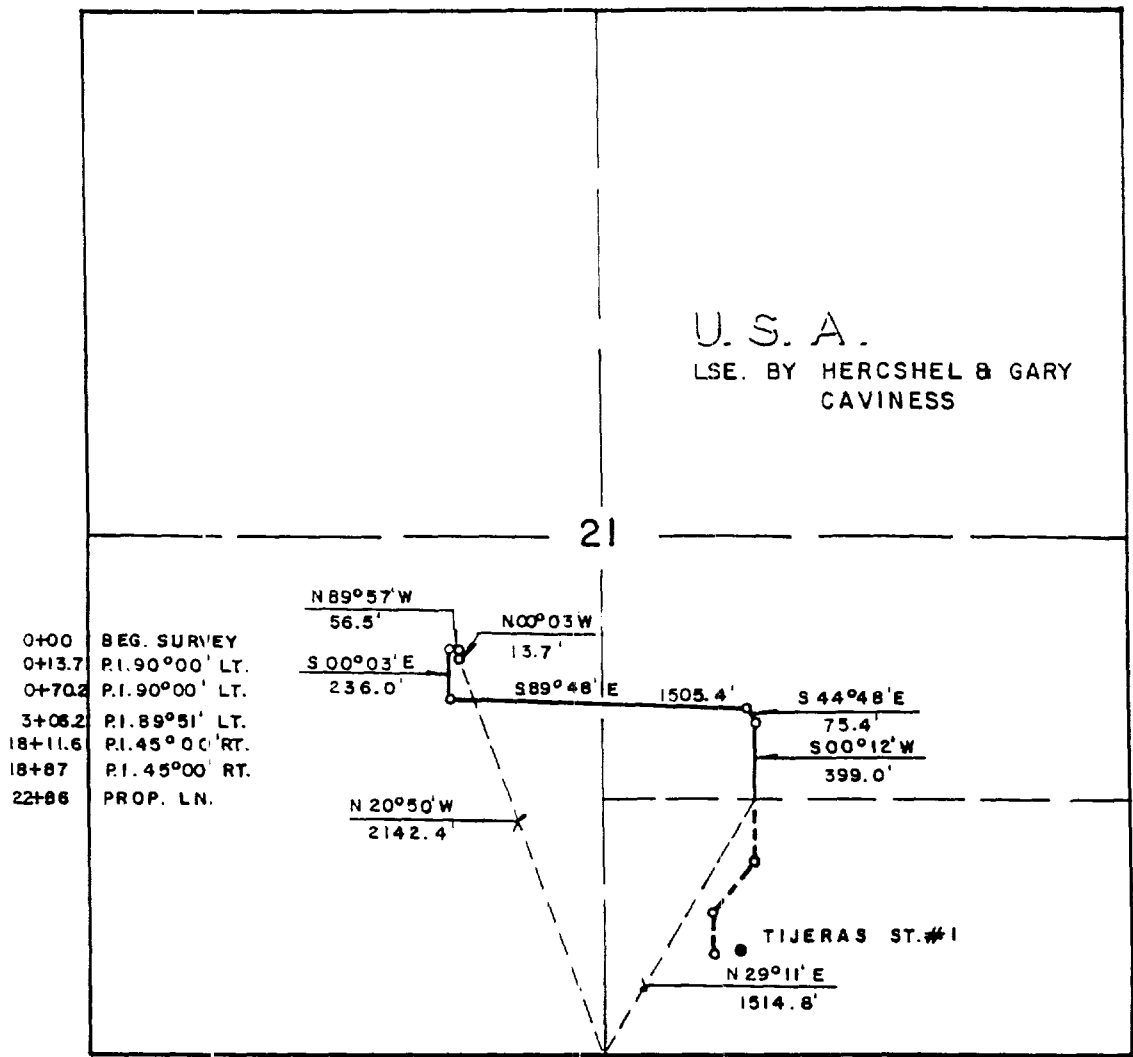 U. S. A.
LSE. BY HERCSHEL & GARY
CAVINESS
21
N 89°57' W
56.5'
N00°03 W
13.7'
S 00°03' E
236.0'
S89°48' E 1505.4'
S 44°48' E
75.4'
S00°12' W
399.0'
0+00 BEG. SURVEY
0+13.7 P.I. 90°00' LT.
0+70.2 P.I. 90°00' LT.
3+06.2 P.I. 89°51' LT.
18+11.6 P.I. 45°00' RT.
18+87 P.I. 45°00' RT.
22+86 PROP. LN.
N 20°50' W
2142.4'
TIJERAS ST. #1
N 29°11' E
1514.8'